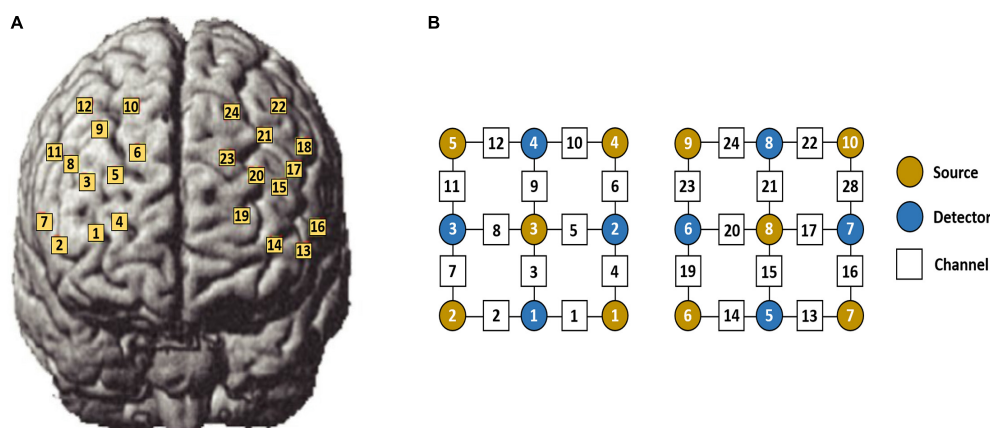 A
B
12 10
9
11 8 6
3 5
7 4
2 1
24 22
21
23 18
20 17
15
19
16
14 13
5 12 4 10 4
11 9 6
3 8 3 5 2
7 3 4
2 2 1 1 1
9 24 8 22 10
23 21 28
6 20 8 17 7
19 15 16
6 14 5 13 7
Source
Detector
Channel